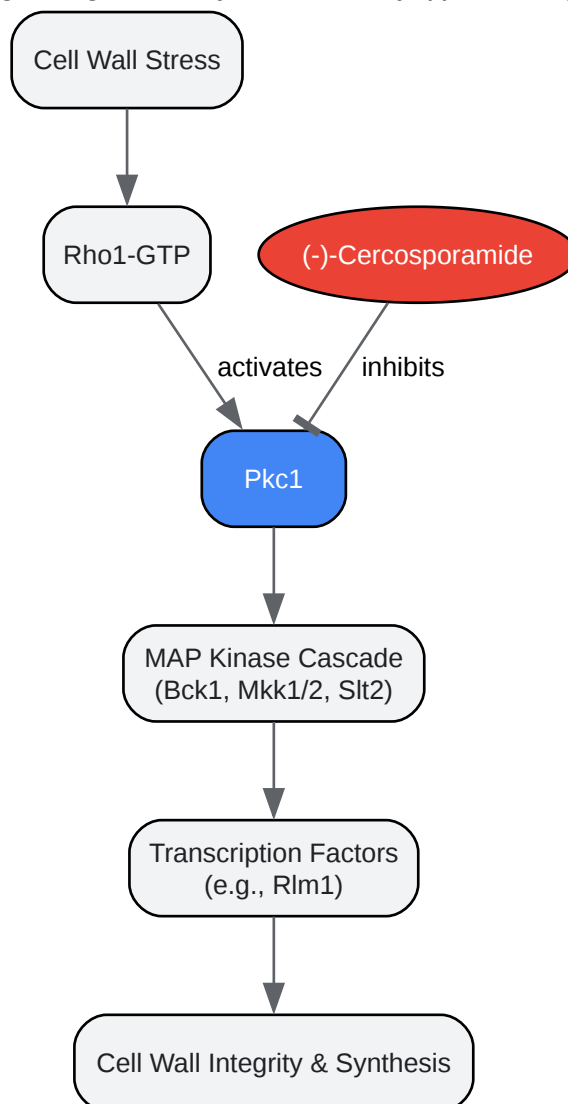 Cell Wall Stress
Rho1-GTP
(-)-Cercosporamide
activates
inhibits
Pkc1
MAP Kinase Cascade
(Bck1, Mkk1/2, Slt2)
Transcription Factors
(e.g., Rlm1)
Cell Wall Integrity & Synthesis